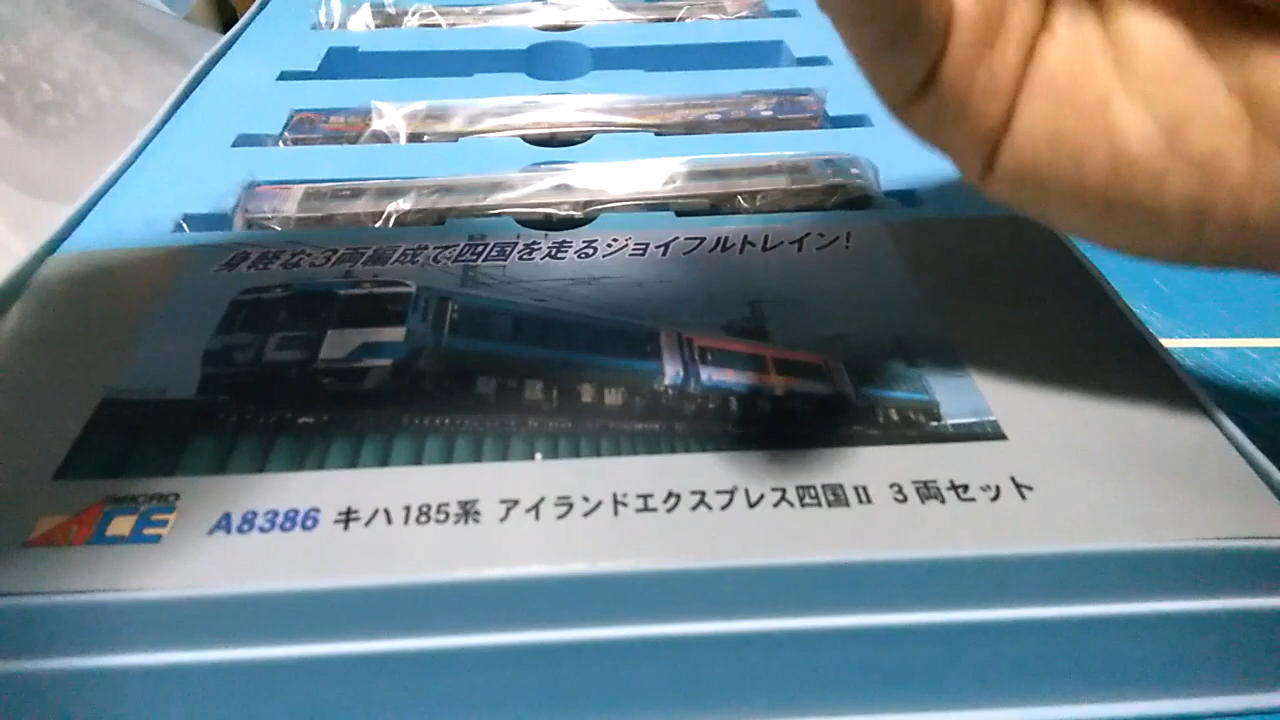 身軽な3両編成で四国を走るジョイフルトレイン!
MICRO
ACE
A8386 キハ185系 アイランドエクスプレス四国Ⅱ 3両セット